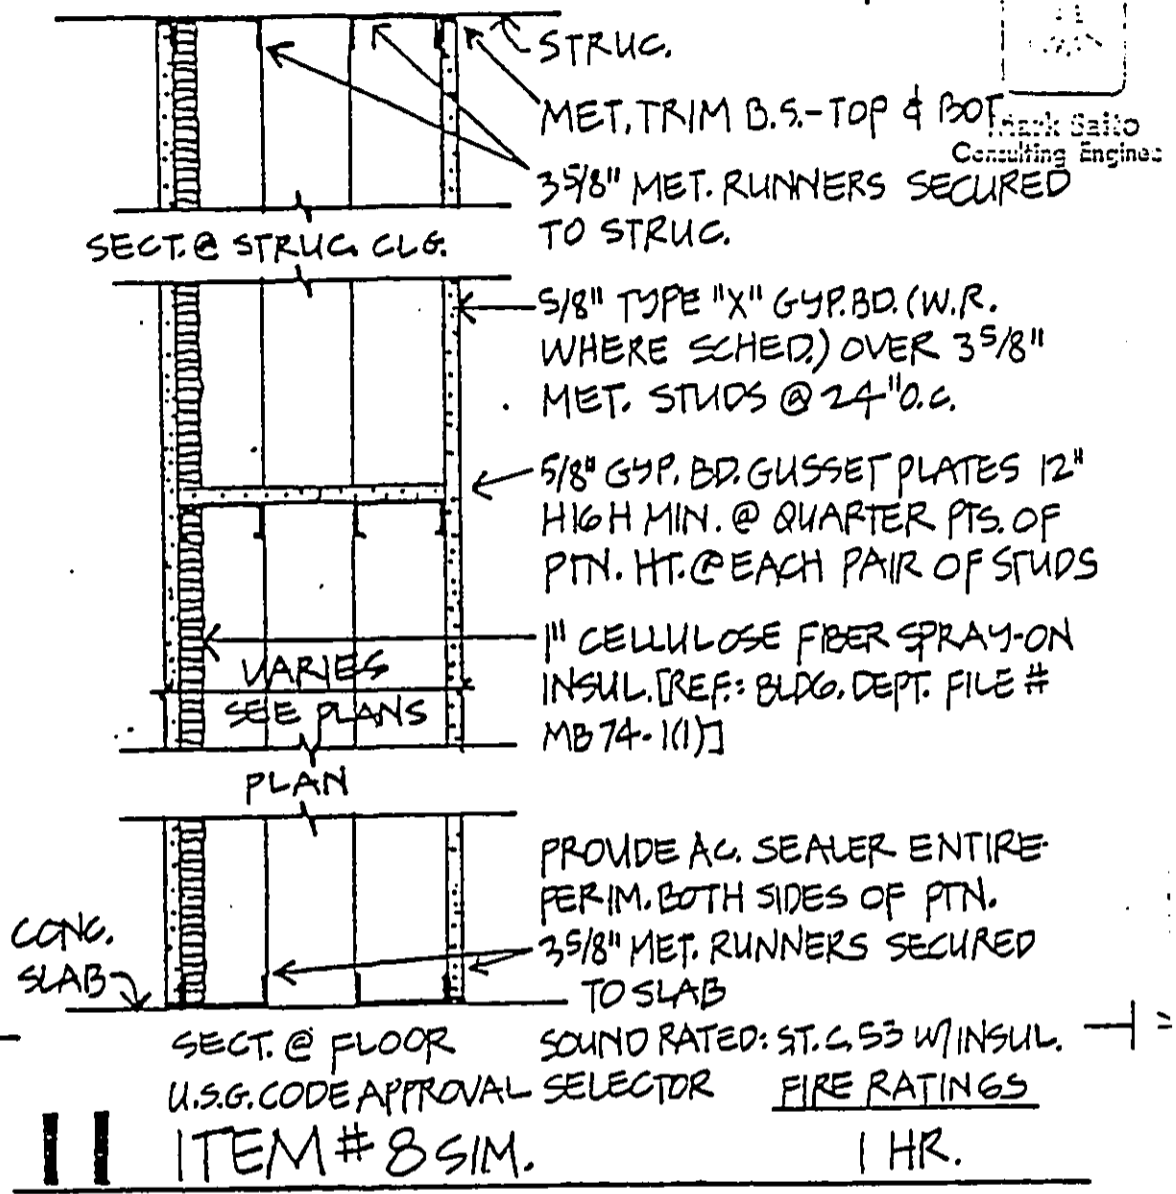 STRUC.
MET. TRIM B.S.-TOP & BOT.
Mark Saito
Consulting Enginee
3 5/8" MET. RUNNERS SECURED
TO STRUC.
SECT. @ STRUC. CLG.
5/8" TYPE "X" GYP. BD. (W.R.
WHERE SCHED.) OVER 3 5/8"
MET. STUDS @ 24" O.C.
5/8" GYP. BD. GUSSET PLATES 12"
HIGH MIN. @ QUARTER PTS. OF
PTN. HT. @ EACH PAIR OF STUDS
1" CELLULOSE FIBER SPRAY-ON
INSUL. [REF.: BLDG. DEPT. FILE #
MB 74-1(1)]
VARIES
SEE PLANS
PLAN
PROVIDE AC. SEALER ENTIRE
PERIM. BOTH SIDES OF PTN.
3 5/8" MET. RUNNERS SECURED
TO SLAB
CONC.
SLAB
SECT. @ FLOOR
SOUND RATED: S.T.C. 53 W/ INSUL.
U.S.G. CODE APPROVAL SELECTOR
FIRE RATINGS
11
ITEM # 8 SIM.
1 HR.